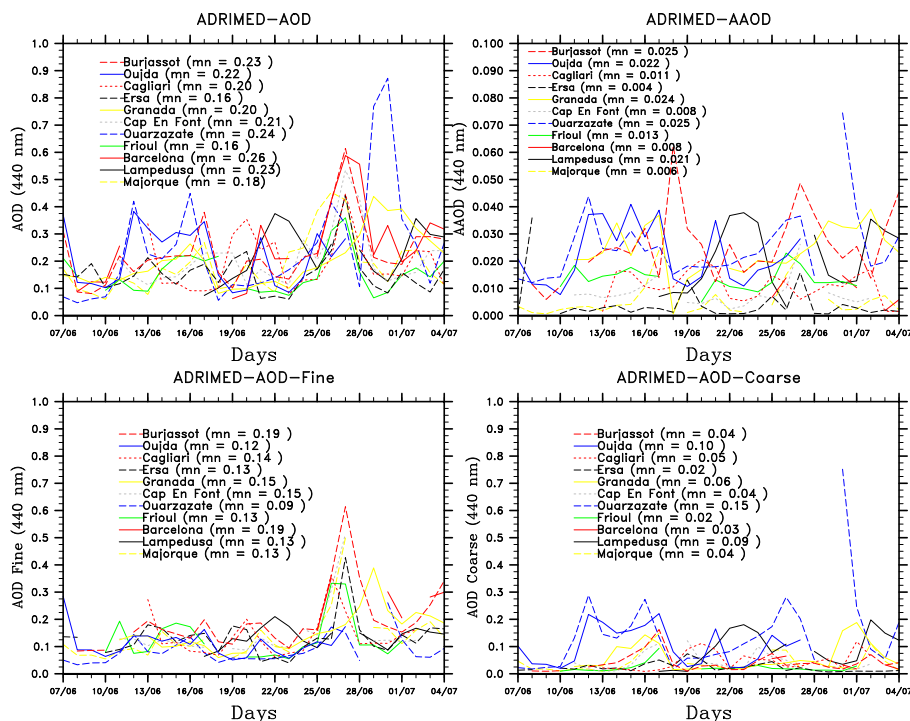 ADRIMED-AOD
AOD (440 nm)
1.0
0.9
0.8
0.7
0.6
0.5
0.4
0.3
0.2
0.1
0.0
Burjassot (mn = 0.23 )
Oujda (mn = 0.22 )
Cagliari (mn = 0.20 )
Ersa (mn = 0.16 )
Granada (mn = 0.20 )
Cap En Font (mn = 0.21 )
Ouarzazate (mn = 0.24 )
Frioul (mn = 0.16 )
Barcelona (mn = 0.26 )
Lampedusa (mn = 0.23 )
Majorque (mn = 0.18)
07/06 10/06 13/06 16/06 19/06 22/06 25/06 28/06 01/07 04/07
Days
ADRIMED-AAOD
AAOD (440 nm)
0.100
0.090
0.080
0.070
0.060
0.050
0.040
0.030
0.020
0.010
0.000
Burjassot (mn = 0.025 )
Oujda (mn = 0.022 )
Cagliari (mn = 0.011 )
Ersa (mn = 0.004 )
Granada (mn = 0.024 )
Cap En Font (mn = 0.008 )
Ouarzazate (mn = 0.025 )
Frioul (mn = 0.013 )
Barcelona (mn = 0.008 )
Lampedusa (mn = 0.021 )
Majorque (mn = 0.006 )
07/06 10/06 13/06 16/06 19/06 22/06 25/06 28/06 01/07 04/07
Days
ADRIMED-AOD-Fine
AOD Fine (440 nm)
1.0
0.9
0.8
0.7
0.6
0.5
0.4
0.3
0.2
0.1
0.0
Burjassot (mn = 0.19 )
Oujda (mn = 0.12 )
Cagliari (mn = 0.14 )
Ersa (mn = 0.13 )
Granada (mn = 0.15 )
Cap En Font (mn = 0.15 )
Ouarzazate (mn = 0.09 )
Frioul (mn = 0.13 )
Barcelona (mn = 0.19 )
Lampedusa (mn = 0.13 )
Majorque (mn = 0.13 )
07/06 10/06 13/06 16/06 19/06 22/06 25/06 28/06 01/07 04/07
Days
ADRIMED-AOD-Coarse
AOD Coarse (440 nm)
1.0
0.9
0.8
0.7
0.6
0.5
0.4
0.3
0.2
0.1
0.0
Burjassot (mn = 0.04 )
Oujda (mn = 0.10 )
Cagliari (mn = 0.05 )
Ersa (mn = 0.02 )
Granada (mn = 0.06 )
Cap En Font (mn = 0.04 )
Ouarzazate (mn = 0.15 )
Frioul (mn = 0.02 )
Barcelona (mn = 0.03 )
Lampedusa (mn = 0.09 )
Majorque (mn = 0.04 )
07/06 10/06 13/06 16/06 19/06 22/06 25/06 28/06 01/07 04/07
Days